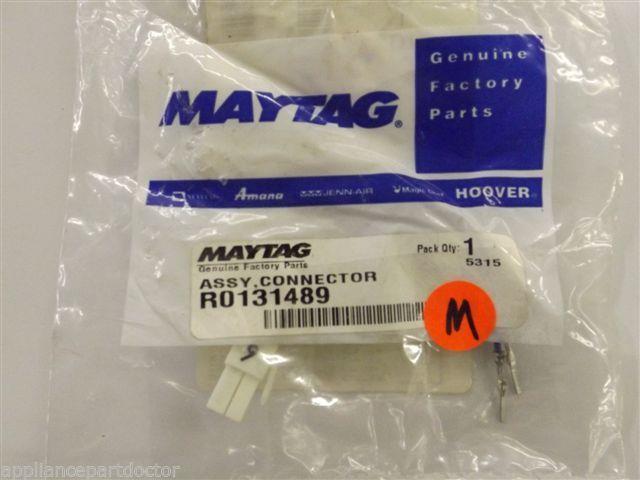 MAYTAG®
Genuine
Factory
Parts
Amana
JENN-AIR
HOOVER
MAYTAG
Genuine Factory Parts
Pack Qty: 1
5315
ASSY,CONNECTOR
R0131489
M
appliancepartdoctor